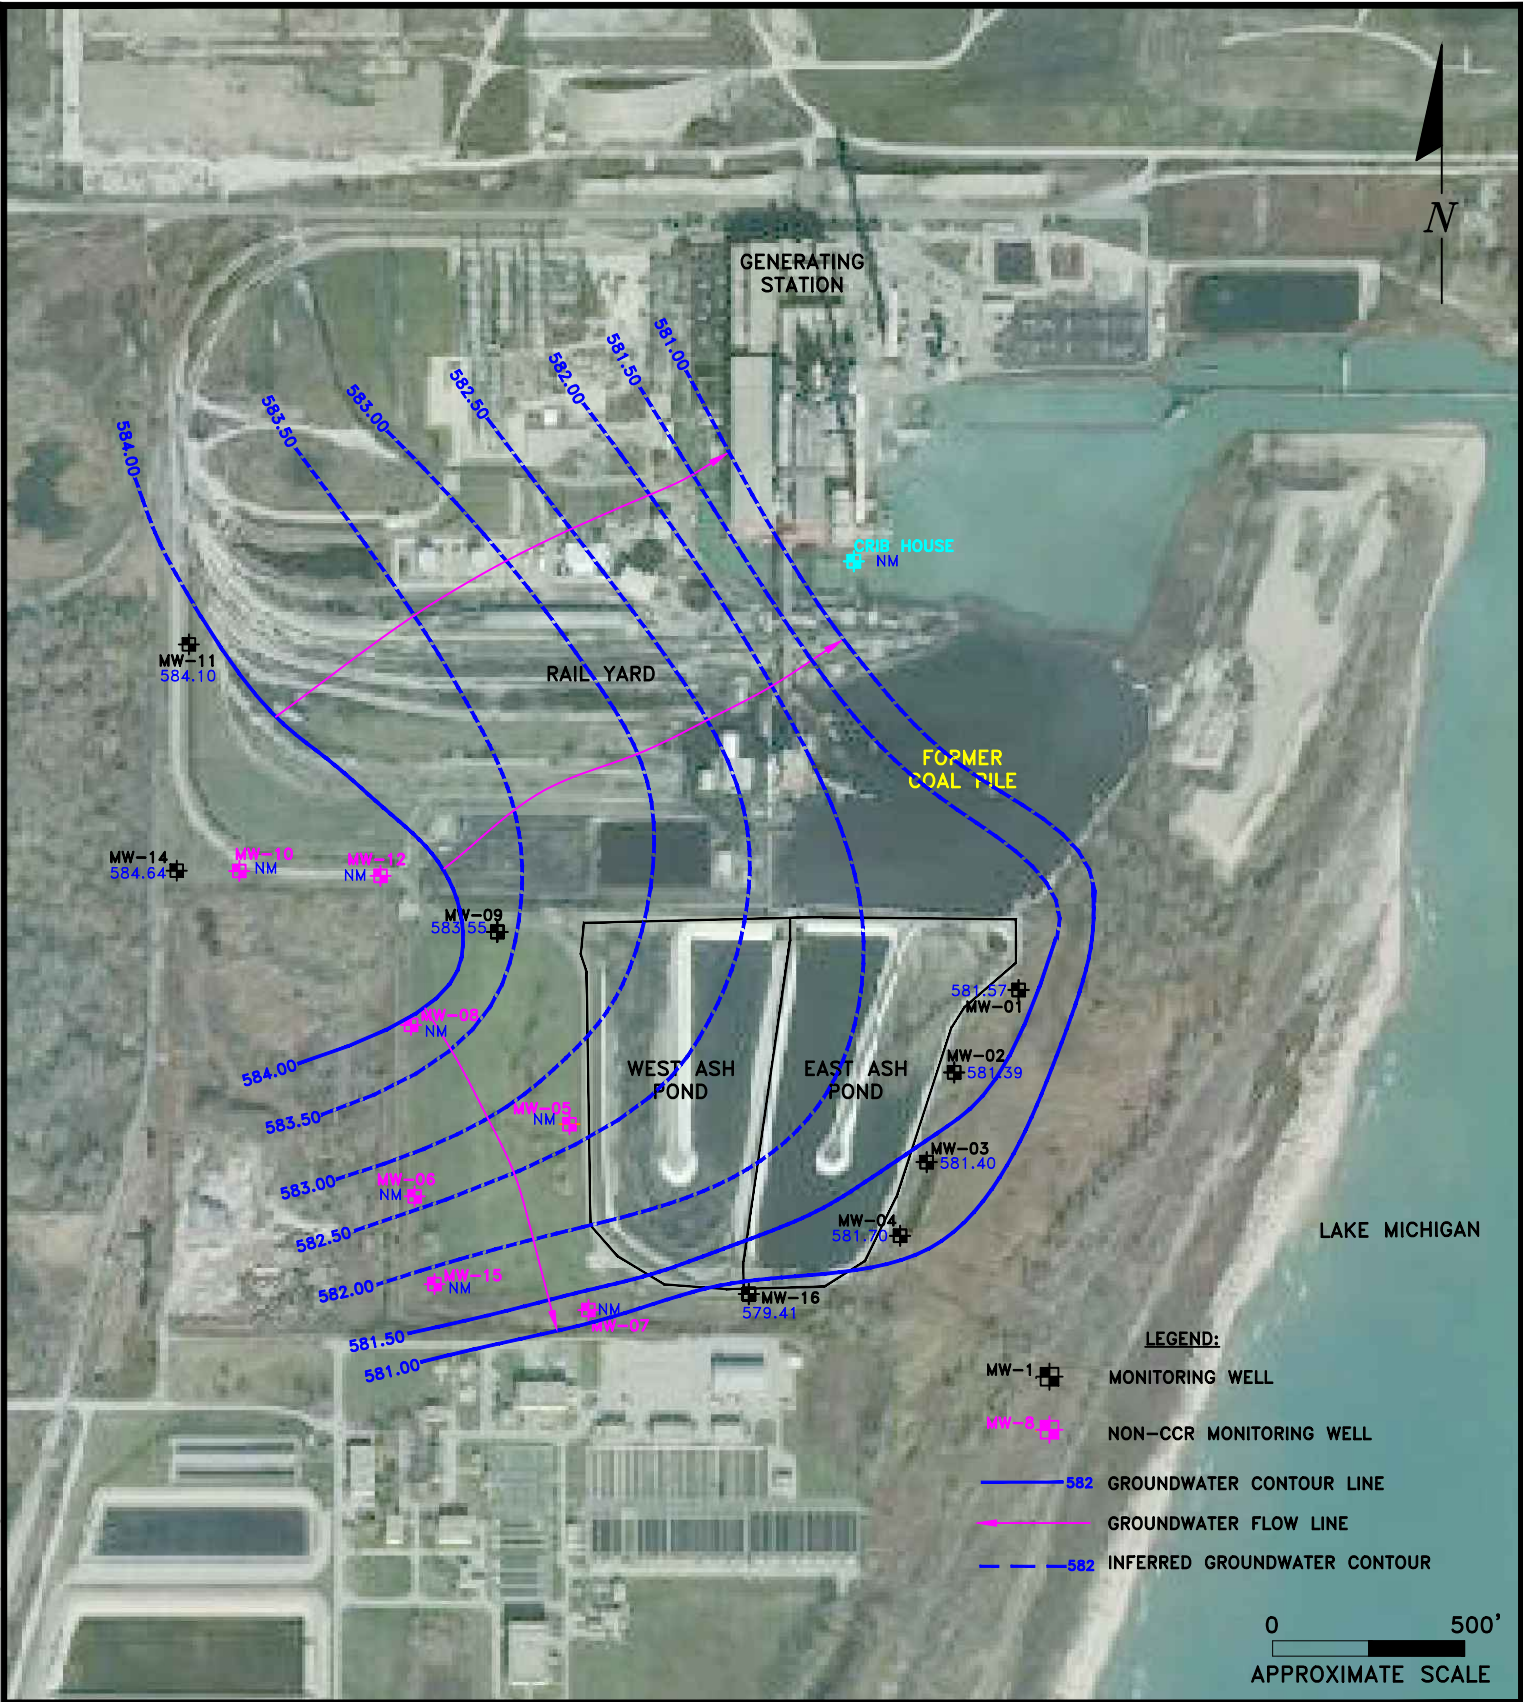 N
GENERATING
STATION
581.00
581.50
582.00
582.50
583.00
583.50
584.00
CRIB HOUSE
NM
MW-11
584.10
RAIL YARD
FORMER
COAL PILE
MW-14
584.64
MW-10
NM
MW-12
NM
MW-09
583.55
581.57
MW-01
MW-08
NM
WEST ASH
POND
EAST ASH
POND
MW-02
581.39
584.00
583.50
MW-05
NM
MW-03
581.40
583.00
MW-06
NM
582.50
MW-04
581.70
LAKE MICHIGAN
582.00
MW-15
NM
MW-16
579.41
NM
MW-07
581.50
581.00
LEGEND:
MW-1
MONITORING WELL
MW-8
NON-CCR MONITORING WELL
582 GROUNDWATER CONTOUR LINE
GROUNDWATER FLOW LINE
582 INFERRED GROUNDWATER CONTOUR
0 500'
APPROXIMATE SCALE